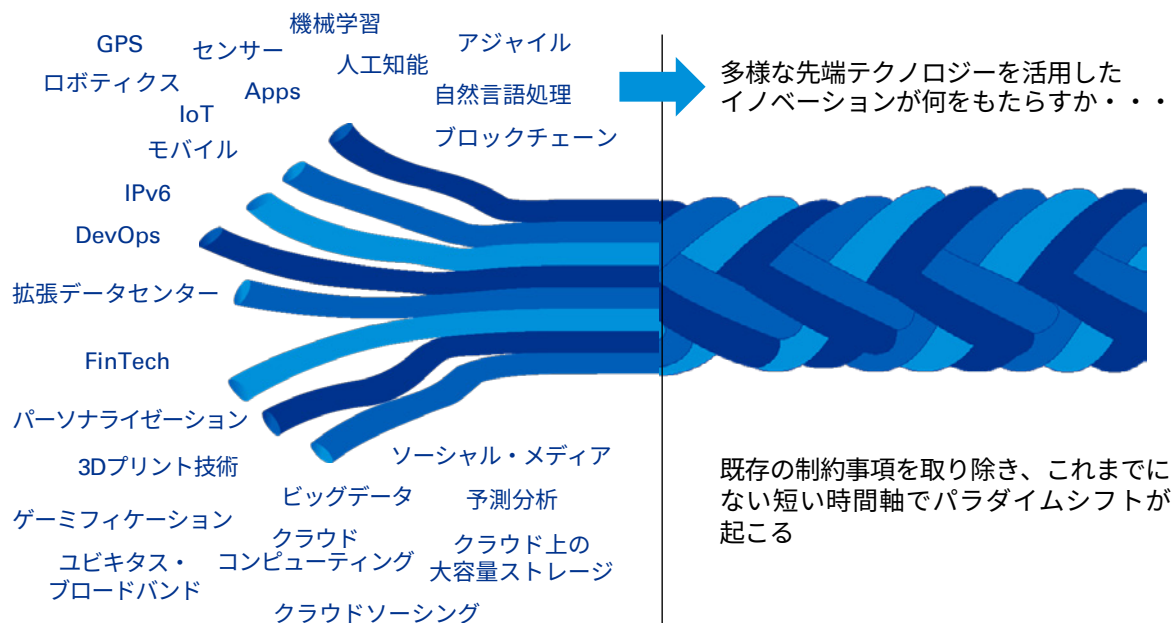 機械学習
GPS
センサー
アジャイル
人工知能
ロボティクス
Apps
自然言語処理
IoT
ブロックチェーン
モバイル
IPv6
DevOps
拡張データセンター
FinTech
パーソナライゼーション
3Dプリント技術
ソーシャル・メディア
ビッグデータ
予測分析
ゲーミフィケーション
クラウド
コンピューティング
クラウド上の
大容量ストレージ
ユビキタス・
ブロードバンド
クラウドソーシング
多様な先端テクノロジーを活用した
イノベーションが何をもたらすか・・・
既存の制約事項を取り除き、これまでに
ない短い時間軸でパラダイムシフトが
起こる